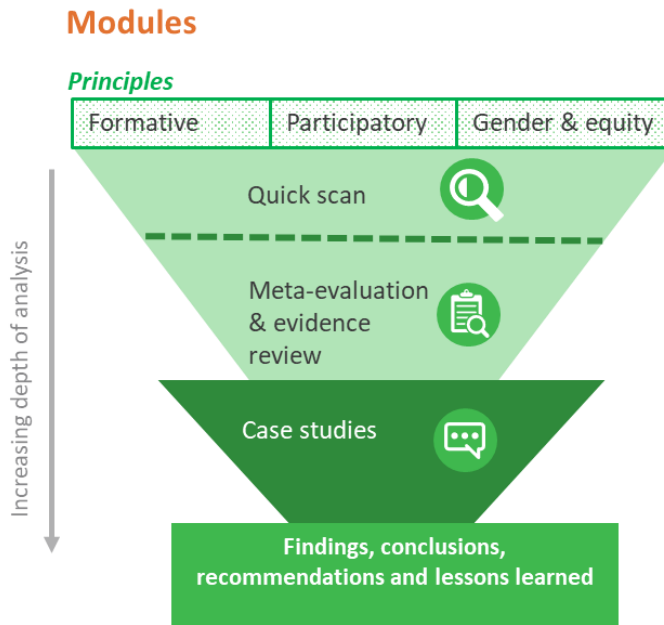 Modules
Principles
Formative
Participatory
Gender & equity
Quick scan
Meta-evaluation
& evidence
review
Case studies
Findings, conclusions,
recommendations and lessons learned
Increasing depth of analysis